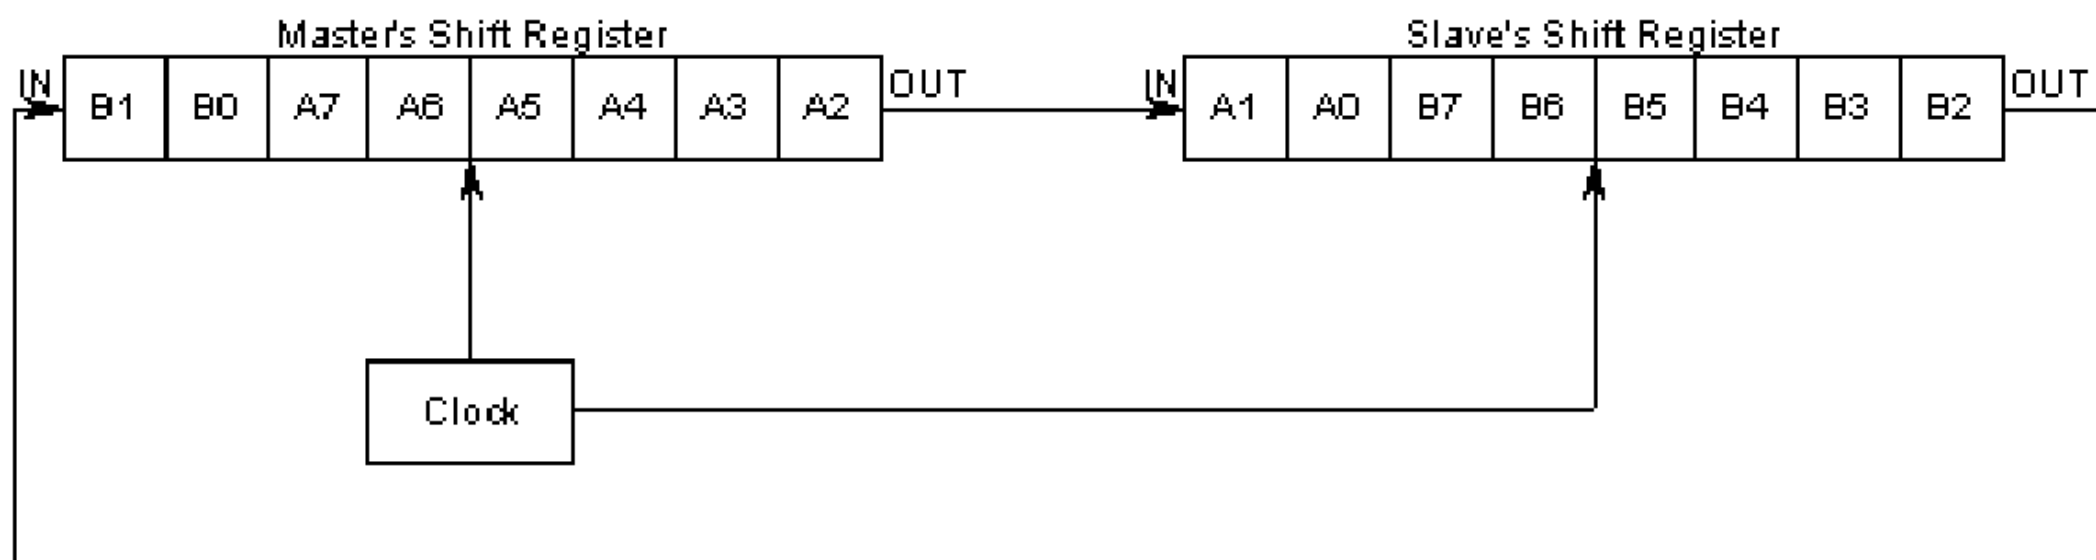 Master's Shift Register
Slave's Shift Register
IN B1 B0 A7 A6 A5 A4 A3 A2 OUT
IN A1 A0 B7 B6 B5 B4 B3 B2 OUT
Clock